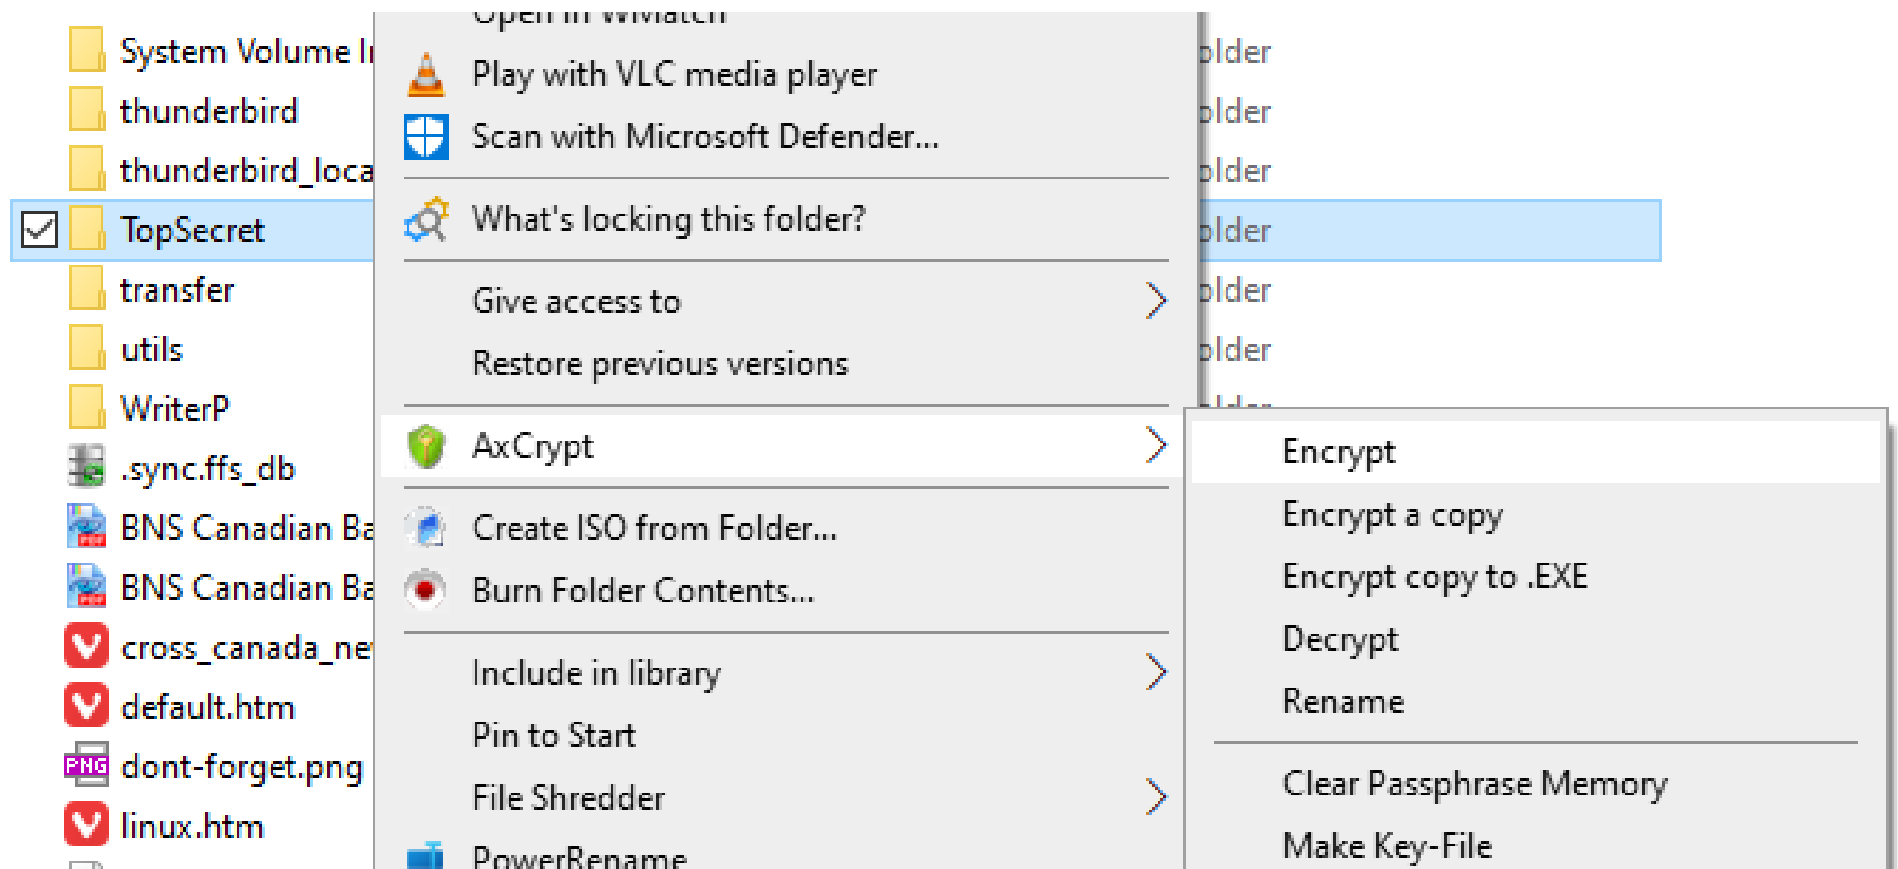 Open in WizMatch
System Volume I
Play with VLC media player
older
thunderbird
Scan with Microsoft Defender...
older
thunderbird_loca
older
TopSecret
What's locking this folder?
older
transfer
Give access to
older
utils
Restore previous versions
older
WriterP
AxCrypt
Encrypt
.sync.ffs_db
Encrypt a copy
BNS Canadian Ba
Create ISO from Folder...
Encrypt copy to .EXE
BNS Canadian Ba
Burn Folder Contents...
Decrypt
cross_canada_ne
Include in library
Rename
default.htm
Pin to Start
PNG
dont-forget.png
File Shredder
Clear Passphrase Memory
linux.htm
PowerRename
Make Key-File